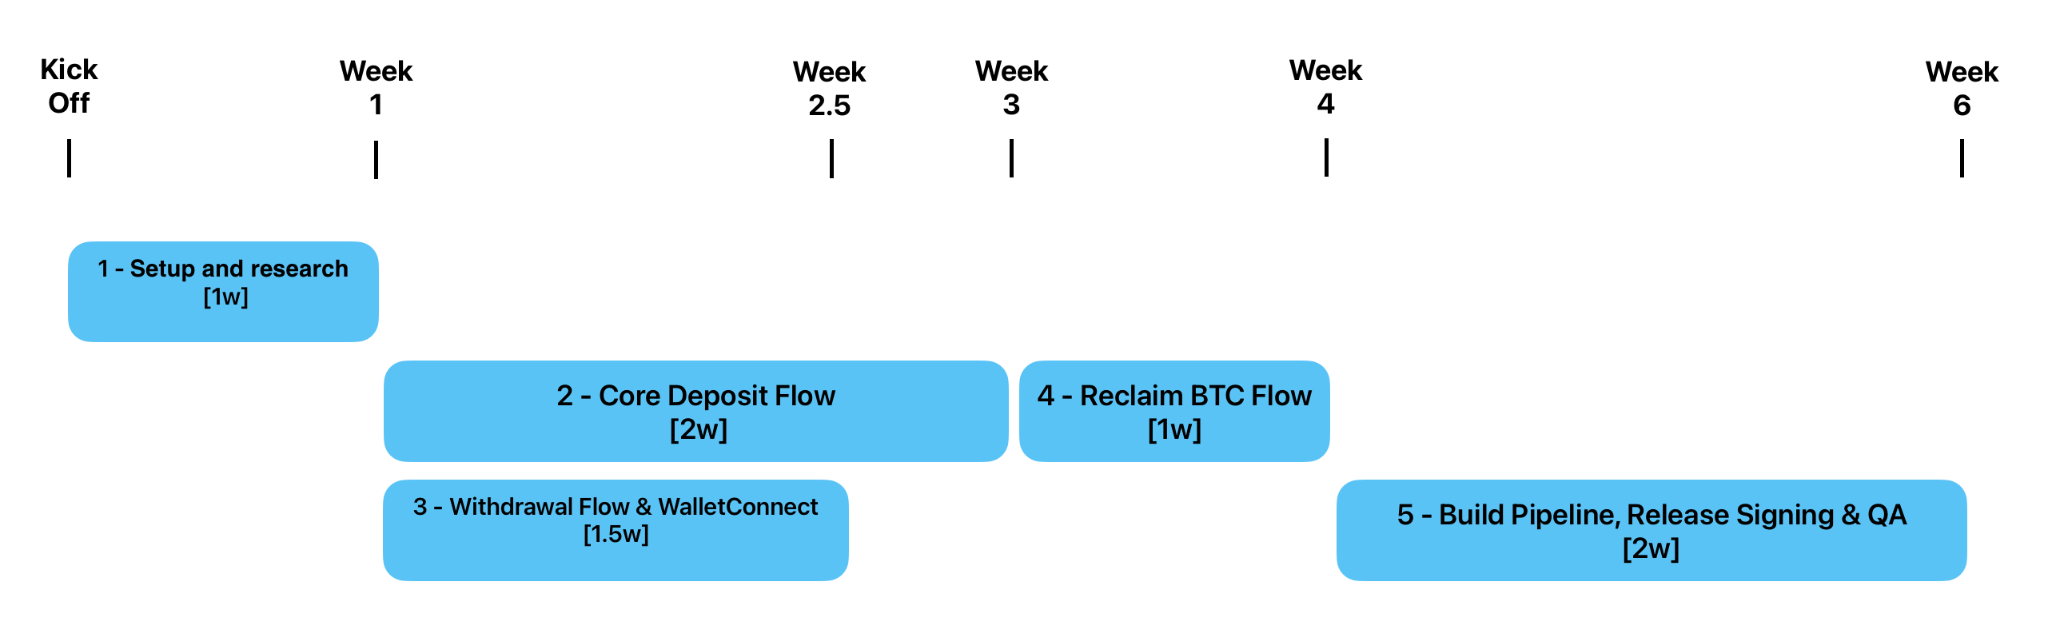 Kick
Off
Week
1
Week
2.5
Week
3
Week
4
Week
6
1 - Setup and research
[1w]
2 - Core Deposit Flow
[2w]
4 - Reclaim BTC Flow
[1w]
3 - Withdrawal Flow & WalletConnect
[1.5w]
5 - Build Pipeline, Release Signing & QA
[2w]